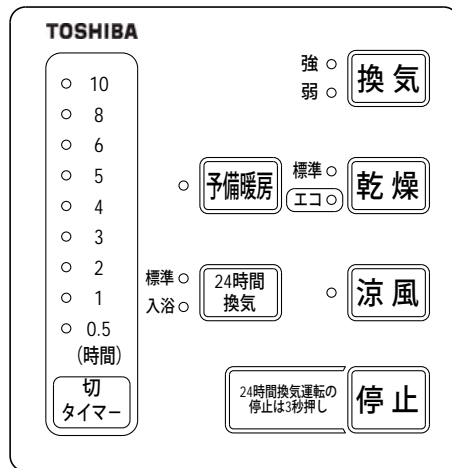 TOSHIBA
10
8
6
5
4
3
2
1
0.5
(時間)
切
タイマー
強
弱
換気
予備暖房
標準
エコ
乾燥
標準
入浴
24時間
換気
涼風
24時間換気運転の
停止は3秒押し
停止